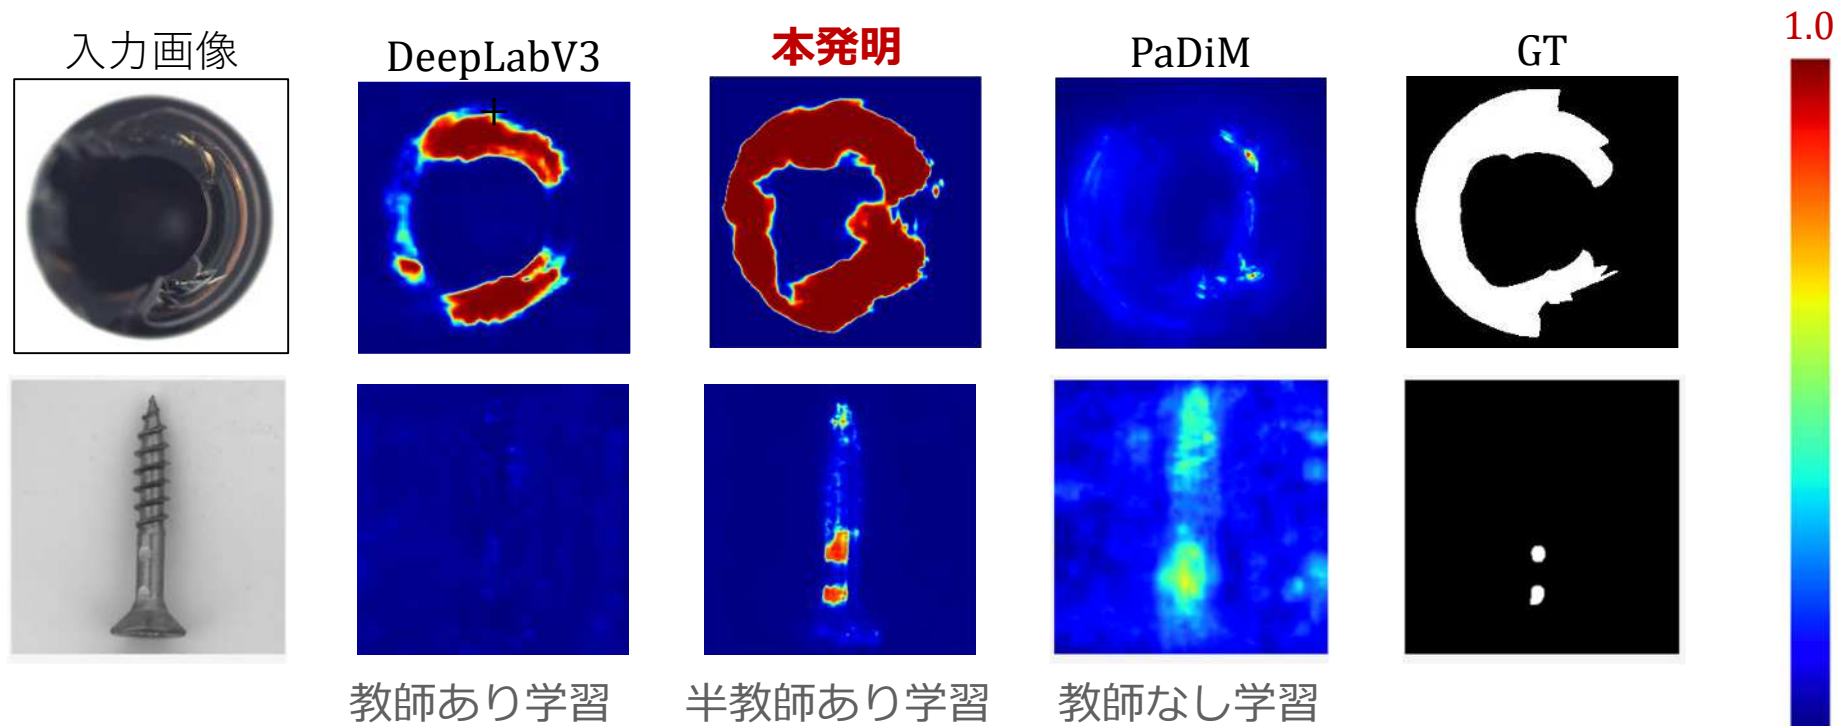 入力画像
DeepLabV3
本発明
PaDiM
GT
1.0
教師あり学習
半教師あり学習
教師なし学習